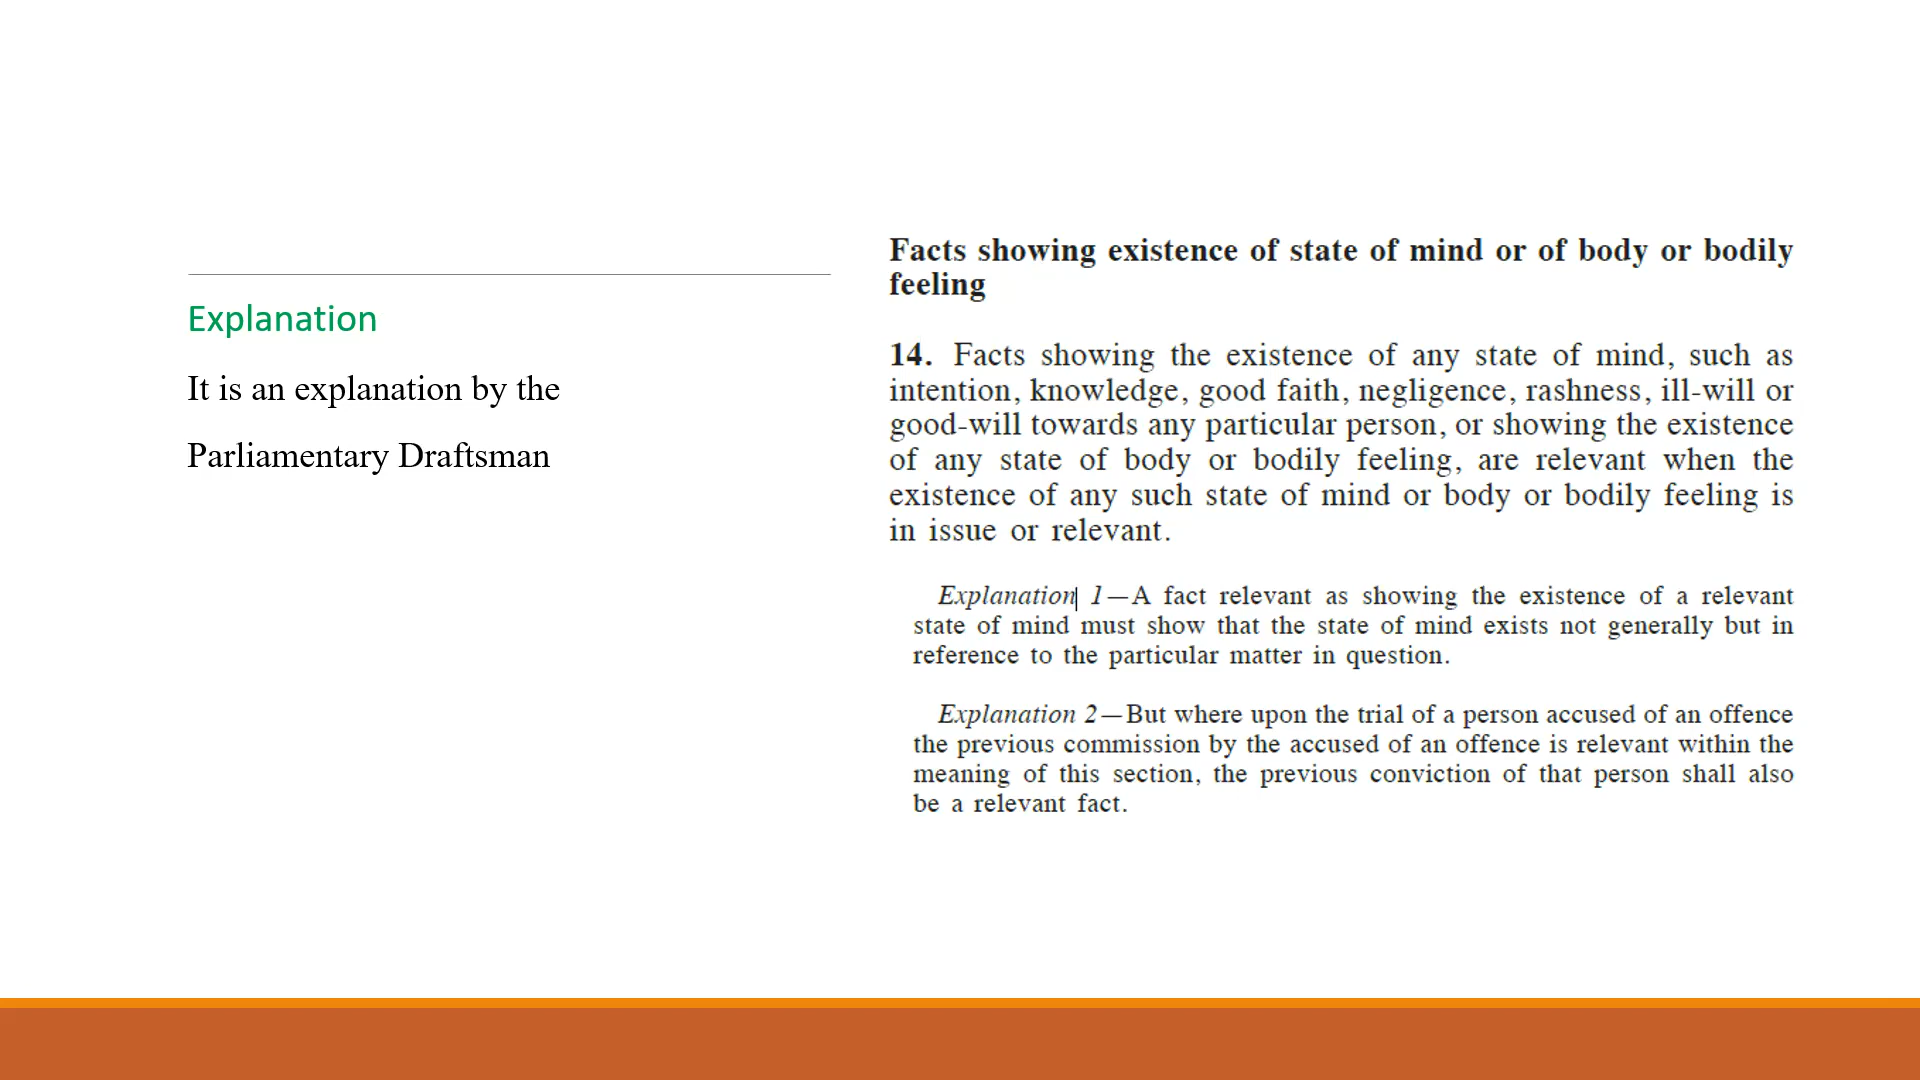 Explanation
It is an explanation by the
Parliamentary Draftsman
Facts showing existence of state of mind or of body or bodily
feeling
14. Facts showing the existence of any state of mind, such as
intention, knowledge, good faith, negligence, rashness, ill-will or
good-will towards any particular person, or showing the existence
of any state of body or bodily feeling, are relevant when the
existence of any such state of mind or body or bodily feeling is
in issue or relevant.
Explanation 1—A fact relevant as showing the existence of a relevant
state of mind must show that the state of mind exists not generally but in
reference to the particular matter in question.
Explanation 2—But where upon the trial of a person accused of an offence
the previous commission by the accused of an offence is relevant within the
meaning of this section, the previous conviction of that person shall also
be a relevant fact.